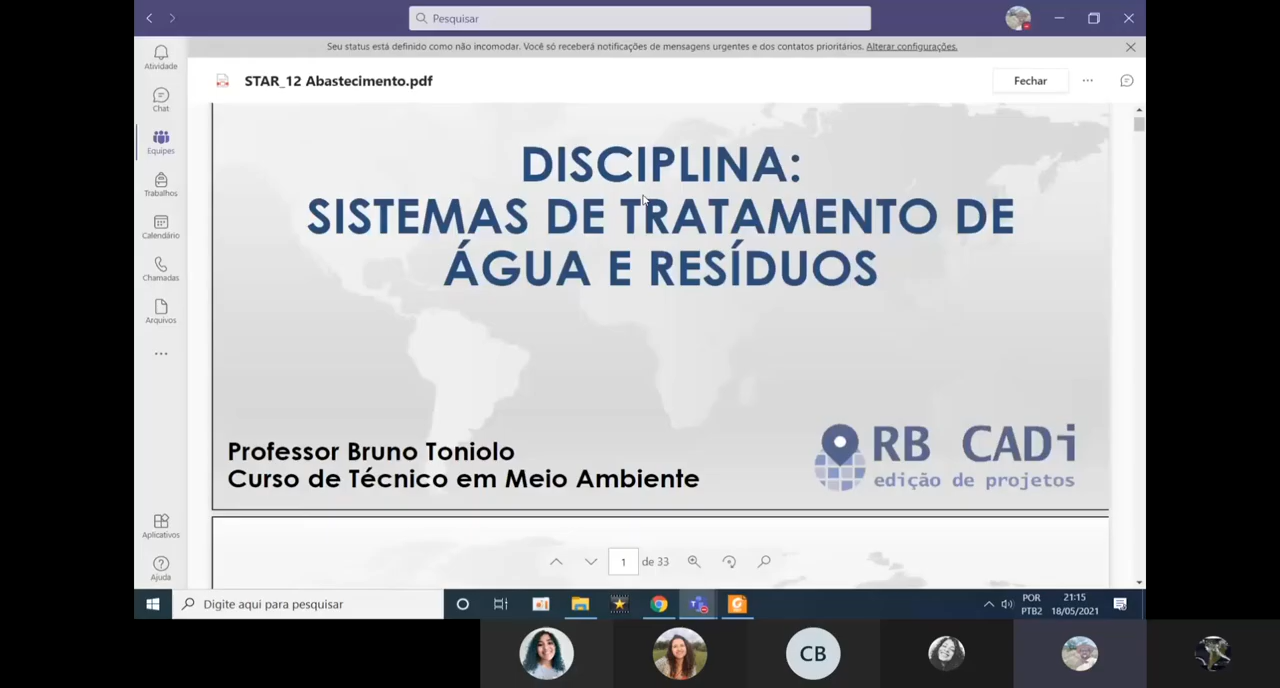 Pesquisar
Seu status está definido como não incomodar. Você só receberá notificações de mensagens urgentes e dos contatos prioritários. Alterar configurações.
Atividade
Chat
Equipes
Trabalhos
Calendário
Chamadas
Arquivos
Aplicativos
Ajuda
STAR_12 Abastecimento.pdf
Fechar
DISCIPLINA:
SISTEMAS DE TRATAMENTO DE
ÁGUA E RESÍDUOS
Professor Bruno Toniolo
Curso de Técnico em Meio Ambiente
RB CADi
edição de projetos
1 de 33
Digite aqui para pesquisar
POR
PTB2
21:15
18/05/2021
CB